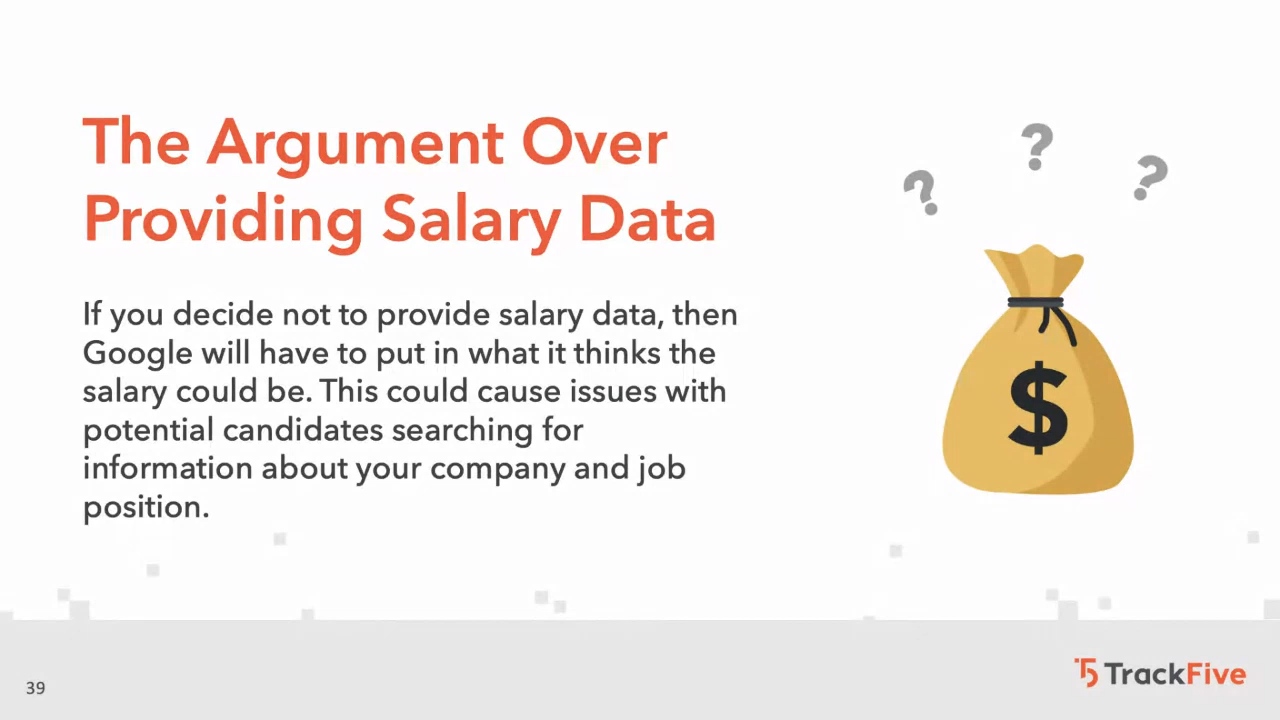 The Argument Over
Providing Salary Data
If you decide not to provide salary data, then
Google will have to put in what it thinks the
salary could be. This could cause issues with
potential candidates searching for
information about your company and job
position.
? ? ?
$
39
TrackFive